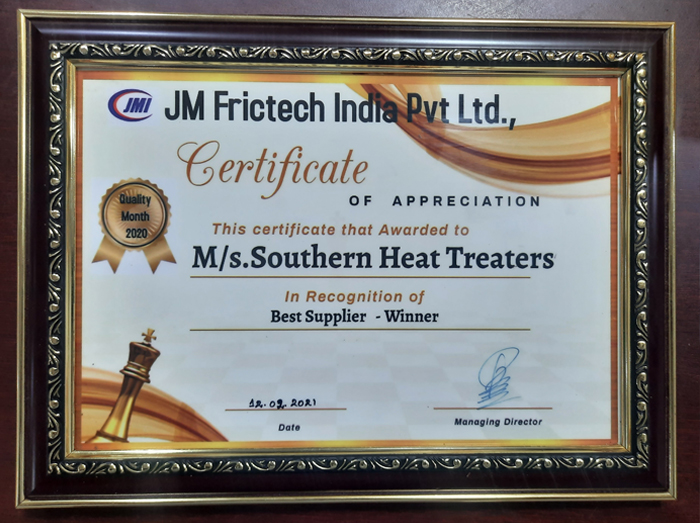 JMI JM Frictech India Pvt Ltd.,
Certificate
OF APPRECIATION
Quality
Month
2020
This certificate that Awarded to
M/s.Southern Heat Treaters
In Recognition of
Best Supplier - Winner
12.02.2021
Date
Managing Director